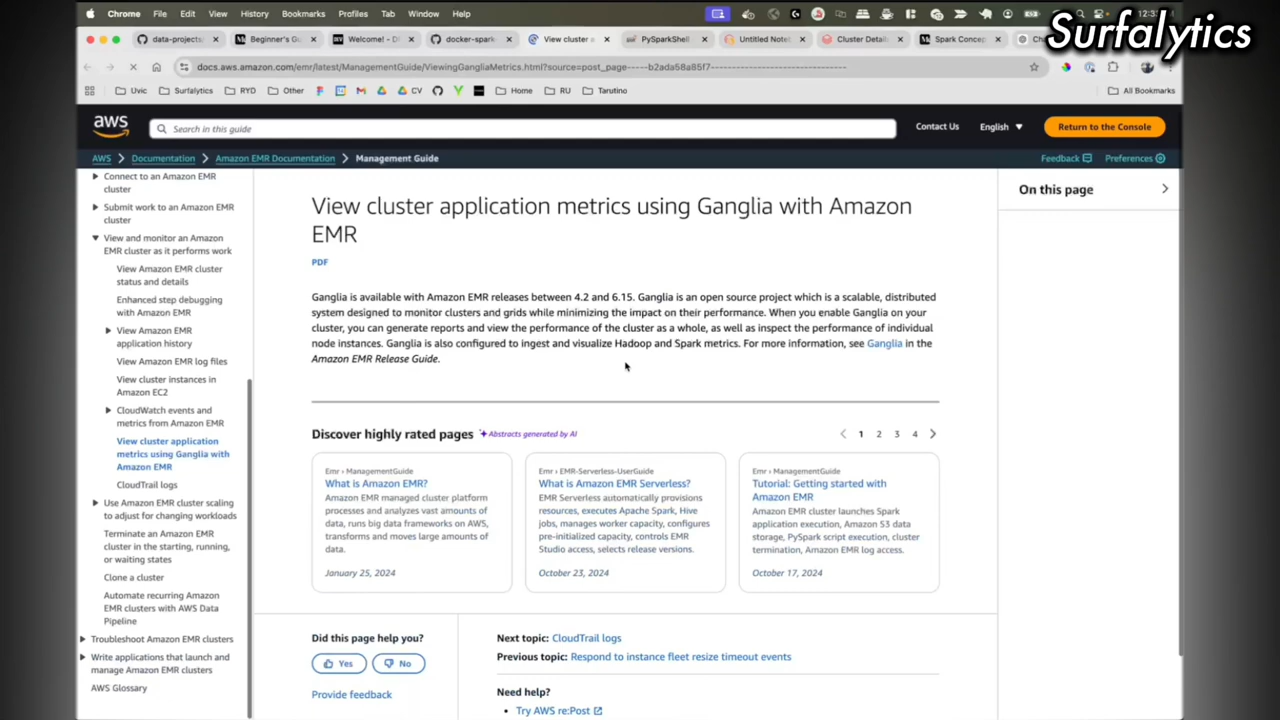 Chrome File Edit View History Bookmarks Profiles Tab Window Help
Surfalytics
data-projects Beginner's Gu Welcome! - D docker-spark View cluster a PySparkShell Untitled Note Cluster Detail Spark Concep
docs.aws.amazon.com/emr/latest/ManagementGuide/ViewingGangliaMetrics.html?source=post_page-----b2ada58a85f7--------------------------------
Uvic Surfalytics RYD Other CV Home RU Tarutino All Bookmarks
aws Search in this guide Contact Us English Return to the Console
AWS Documentation Amazon EMR Documentation Management Guide Feedback Preferences
Connect to an Amazon EMR
cluster
Submit work to an Amazon EMR
cluster
View and monitor an Amazon
EMR cluster as it performs work
View Amazon EMR cluster
status and details
Enhanced step debugging
with Amazon EMR
View Amazon EMR
application history
View Amazon EMR log files
View cluster instances in
Amazon EC2
CloudWatch events and
metrics from Amazon EMR
View cluster application
metrics using Ganglia with
Amazon EMR
CloudTrail logs
Use Amazon EMR cluster scaling
to adjust for changing workloads
Terminate an Amazon EMR
cluster in the starting, running,
or waiting states
Clone a cluster
Automate recurring Amazon
EMR clusters with AWS Data
Pipeline
Troubleshoot Amazon EMR clusters
Write applications that launch and
manage Amazon EMR clusters
AWS Glossary
View cluster application metrics using Ganglia with Amazon
EMR
PDF
Ganglia is available with Amazon EMR releases between 4.2 and 6.15. Ganglia is an open source project which is a scalable, distributed
system designed to monitor clusters and grids while minimizing the impact on their performance. When you enable Ganglia on your
cluster, you can generate reports and view the performance of the cluster as a whole, as well as inspect the performance of individual
node instances. Ganglia is also configured to ingest and visualize Hadoop and Spark metrics. For more information, see Ganglia in the
Amazon EMR Release Guide.
Discover highly rated pages Abstracts generated by AI 1 2 3 4
Emr › ManagementGuide
What is Amazon EMR?
Amazon EMR managed cluster platform
processes and analyzes vast amounts of
data, runs big data frameworks on AWS,
transforms and moves large amounts of
data.
January 25, 2024
Emr › EMR-Serverless-UserGuide
What is Amazon EMR Serverless?
EMR Serverless automatically provisions
resources, executes Apache Spark, Hive
jobs, manages worker capacity, configures
pre-initialized capacity, controls EMR
Studio access, selects release versions.
October 23, 2024
Emr › ManagementGuide
Tutorial: Getting started with
Amazon EMR
Amazon EMR cluster launches Spark
application execution, Amazon S3 data
storage, PySpark script execution, cluster
termination, Amazon EMR log access.
October 17, 2024
Did this page help you?
Yes No
Provide feedback
Next topic: CloudTrail logs
Previous topic: Respond to instance fleet resize timeout events
Need help?
Try AWS re:Post
On this page